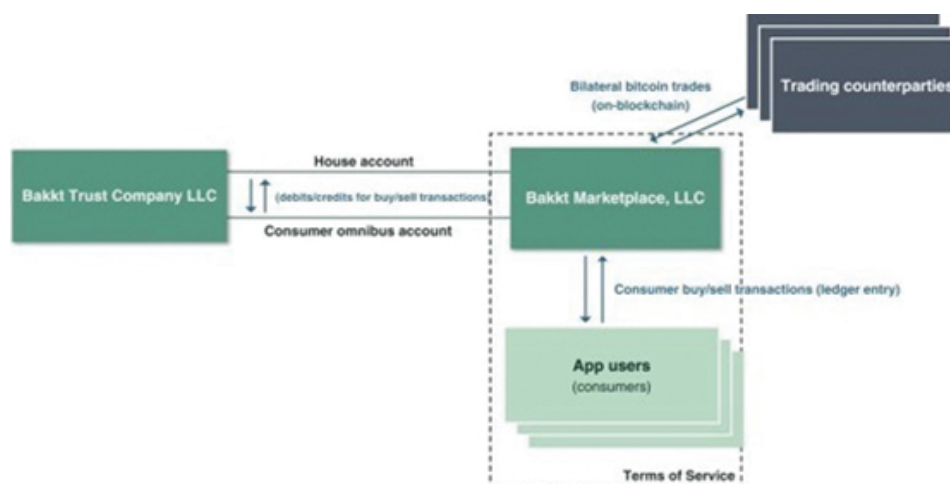 Bilateral bitcoin trades
(on-blockchain)
Trading counterparties
House account
Bakkt Trust Company LLC
(debits/credits for buy/sell transactions)
Bakkt Marketplace, LLC
Consumer omnibus account
Consumer buy/sell transactions (ledger entry)
App users
(consumers)
Terms of Service